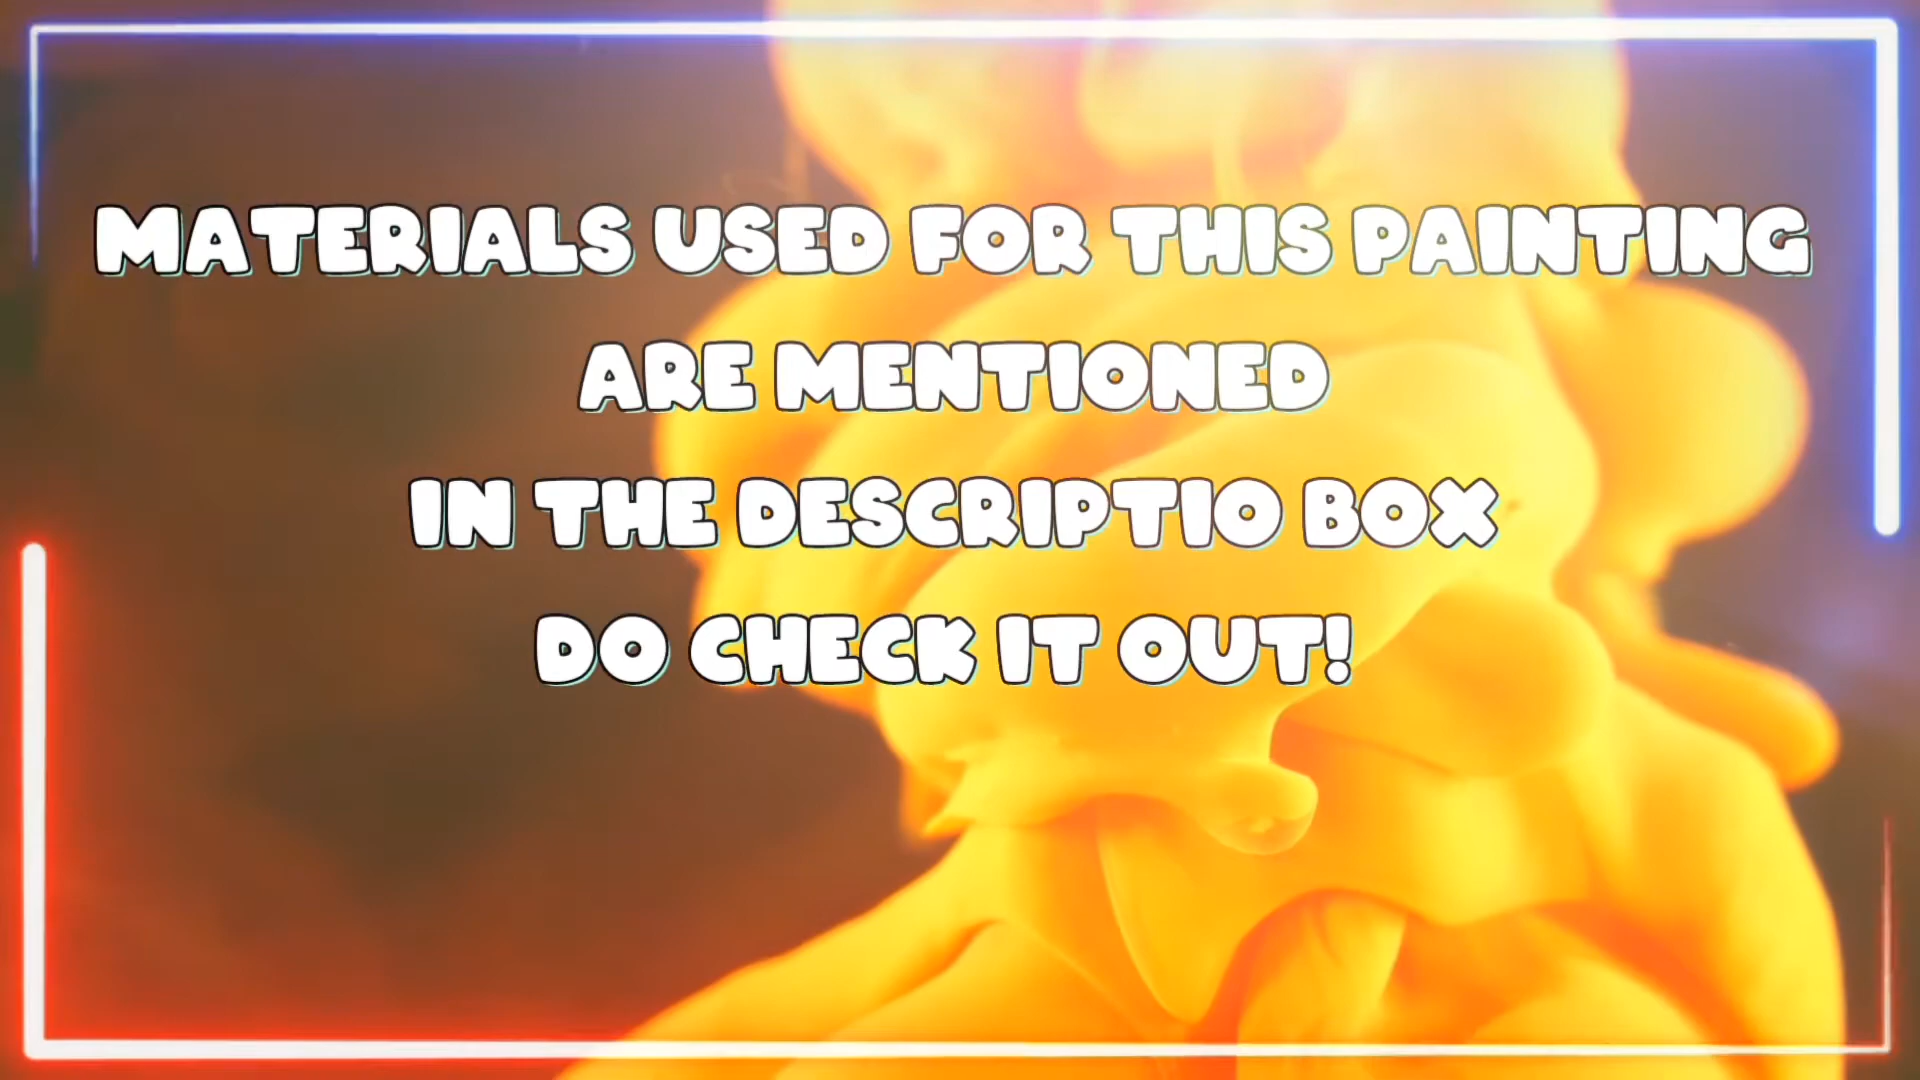 MATERIALS USED FOR THIS PAINTING
ARE MENTIONED
IN THE DESCRIPTIO BOX
DO CHECK IT OUT!